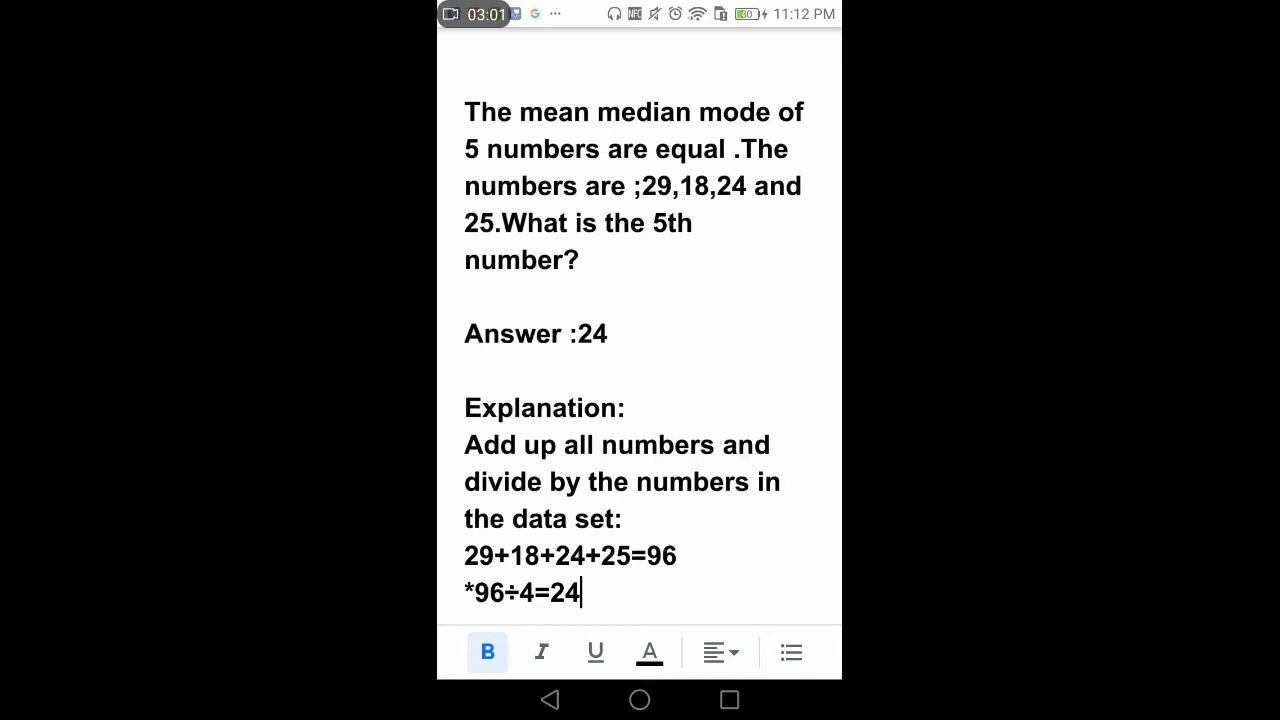 03:01
30
11:12 PM
The mean median mode of
5 numbers are equal .The
numbers are ;29,18,24 and
25.What is the 5th
number?
Answer :24
Explanation:
Add up all numbers and
divide by the numbers in
the data set:
29+18+24+25=96
*96÷4=24
B I U A